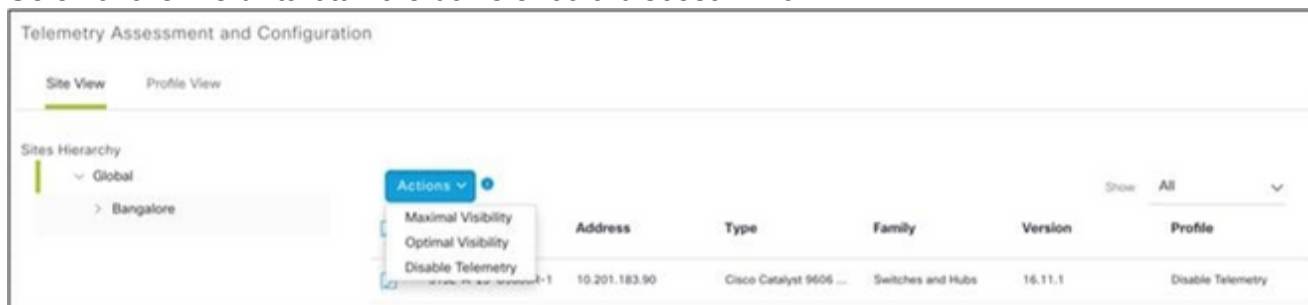 Telemetry Assessment and Configuration
Site View Profile View
Sites Hierarchy
Global
Bangalore
Actions
Show All
Maximal Visibility
Optimal Visibility
Disable Telemetry
Address Type Family Version Profile
10.201.183.90 Cisco Catalyst 9606 ... Switches and Hubs 16.11.1 Disable Telemetry